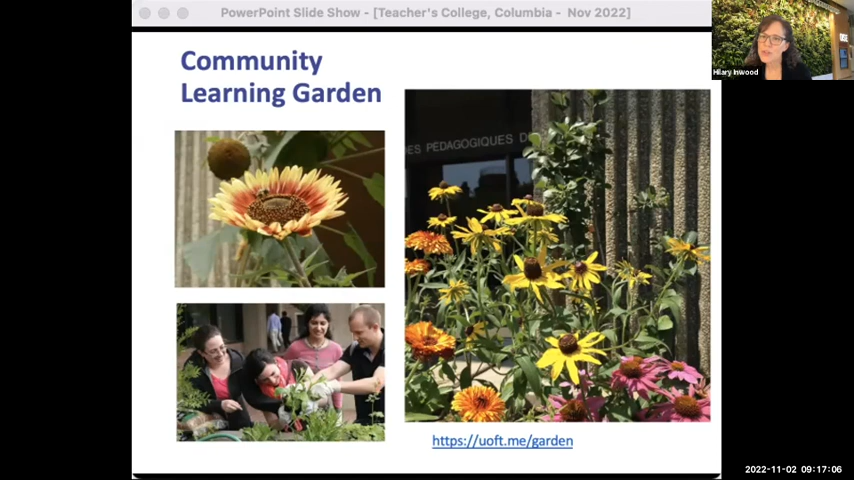 PowerPoint Slide Show - [Teacher's College, Columbia - Nov 2022]
Community
Learning Garden
ES PÉDAGOGIQUES D
https://uoft.me/garden
Hilary Inwood
2022-11-02 09:17:06